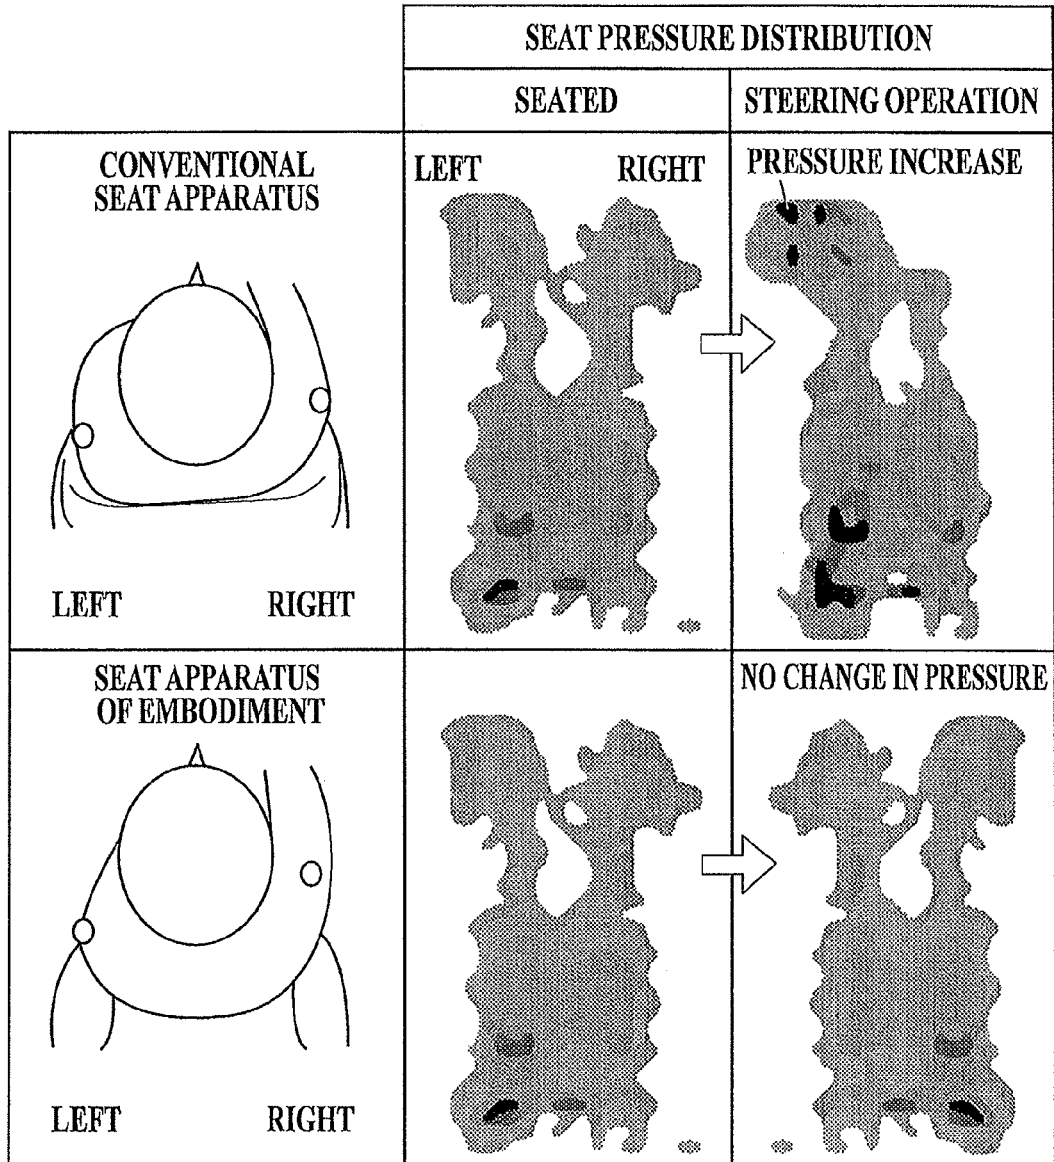 SEAT PRESSURE DISTRIBUTION
SEATED
STEERING OPERATION
CONVENTIONAL
SEAT APPARATUS
LEFT
RIGHT
PRESSURE INCREASE
LEFT
RIGHT
SEAT APPARATUS
OF EMBODIMENT
NO CHANGE IN PRESSURE
LEFT
RIGHT